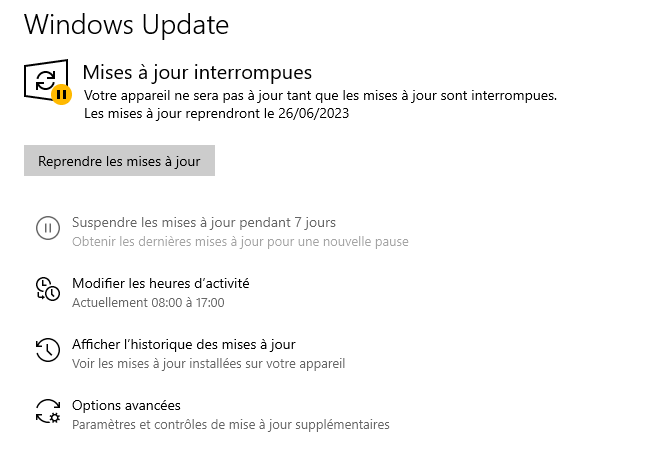 Windows Update
Mises à jour interrompues
Votre appareil ne sera pas à jour tant que les mises à jour sont interrompues.
Les mises à jour reprendront le 26/06/2023
Reprendre les mises à jour
Suspendre les mises à jour pendant 7 jours
Obtenir les dernières mises à jour pour une nouvelle pause
Modifier les heures d’activité
Actuellement 08:00 à 17:00
Afficher l’historique des mises à jour
Voir les mises à jour installées sur votre appareil
Options avancées
Paramètres et contrôles de mise à jour supplémentaires